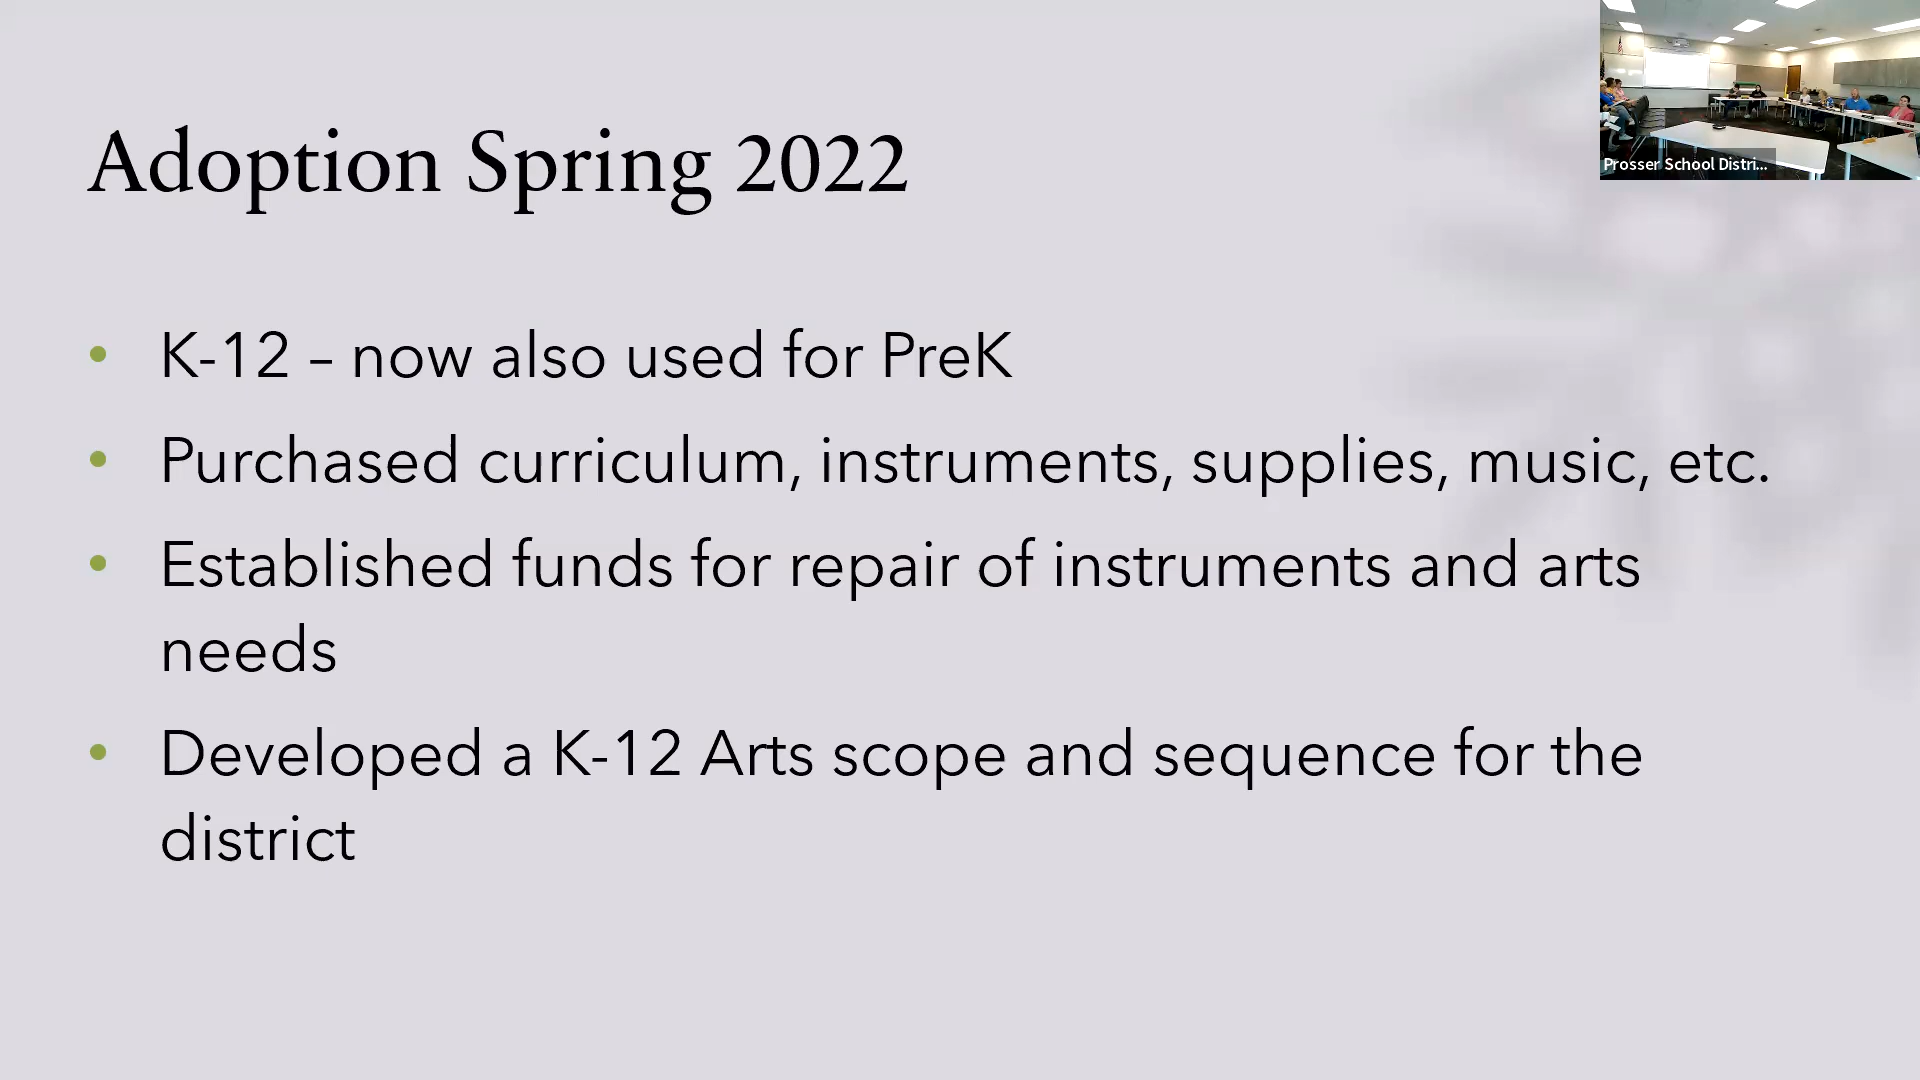 Adoption Spring 2022
Prosser School Distri...
• K-12 – now also used for PreK
• Purchased curriculum, instruments, supplies, music, etc.
• Established funds for repair of instruments and arts
needs
• Developed a K-12 Arts scope and sequence for the
district